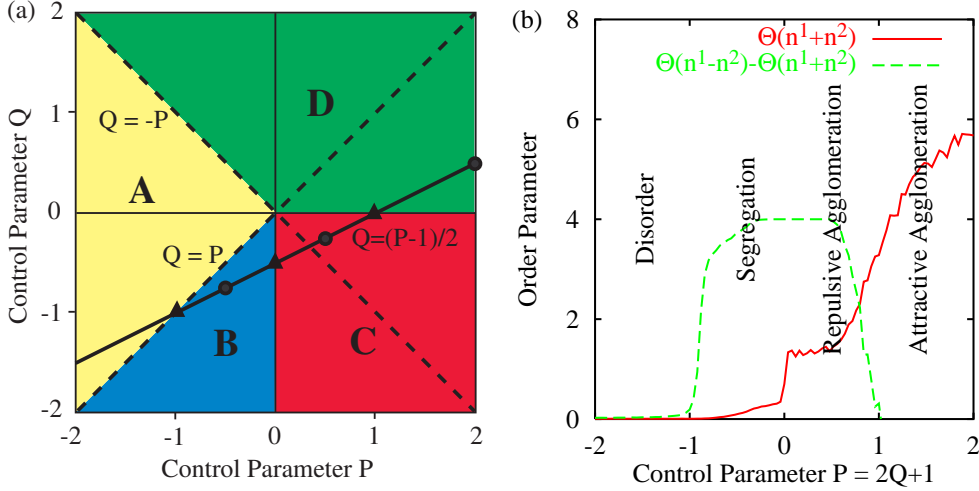 (a)
2
1
0
-1
-2
Control Parameter Q
Q = -P
D
A
Q = P
Q=(P-1)/2
B
C
-2
-1
0
1
2
Control Parameter P
(b)
8
6
4
2
0
Order Parameter
Θ(n¹+n²)
Θ(n¹-n²)-Θ(n¹+n²)
Disorder
Segregation
Repulsive Agglomeration
Attractive Agglomeration
-2
-1
0
1
2
Control Parameter P = 2Q+1